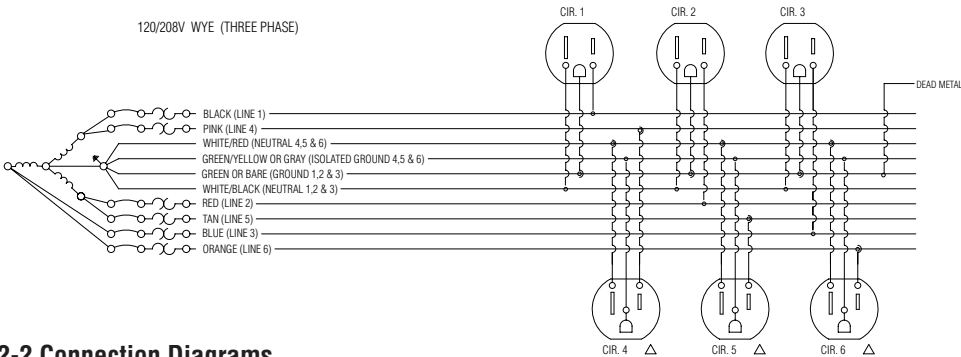 CIR. 1
CIR. 2
CIR. 3
120/208V WYE (THREE PHASE)
DEAD METAL
BLACK (LINE 1)
PINK (LINE 4)
WHITE/RED (NEUTRAL 4,5 & 6)
GREEN/YELLOW OR GRAY (ISOLATED GROUND 4,5 & 6)
GREEN OR BARE (GROUND 1,2 & 3)
WHITE/BLACK (NEUTRAL 1,2 & 3)
RED (LINE 2)
TAN (LINE 5)
BLUE (LINE 3)
ORANGE (LINE 6)
CIR. 4
CIR. 5
CIR. 6
2-2 Connection Diagrams